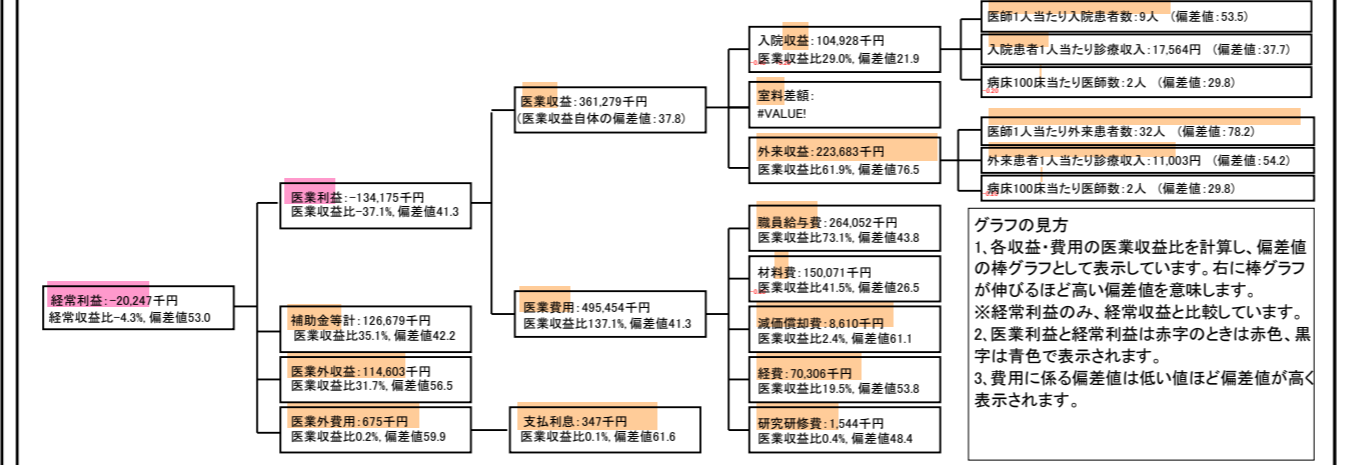 経常利益:-20,247千円
経常収益比-4.3%, 偏差値53.0
医業利益:-134,175千円
医業収益比-37.1%, 偏差値41.3
補助金等計:126,679千円
医業収益比35.1%, 偏差値42.2
医業外収益:114,603千円
医業収益比31.7%, 偏差値56.5
医業外費用:675千円
医業収益比0.2%, 偏差値59.9
医業収益:361,279千円
(医業収益自体の偏差値:37.8)
医業費用:495,454千円
医業収益比137.1%, 偏差値41.3
支払利息:347千円
医業収益比0.1%, 偏差値61.6
入院収益:104,928千円
医業収益比29.0%, 偏差値21.9
室料差額:
#VALUE!
外来収益:223,683千円
医業収益比61.9%, 偏差値76.5
職員給与費:264,052千円
医業収益比73.1%, 偏差値43.8
材料費:150,071千円
医業収益比41.5%, 偏差値26.5
減価償却費:8,610千円
医業収益比2.4%, 偏差値61.1
経費:70,306千円
医業収益比19.5%, 偏差値53.8
研究研修費:1,544千円
医業収益比0.4%, 偏差値48.4
医師1人当たり入院患者数:9人 (偏差値:53.5)
入院患者1人当たり診療収入:17,564円 (偏差値:37.7)
病床100床当たり医師数:2人 (偏差値:29.8)
医師1人当たり外来患者数:32人 (偏差値:78.2)
外来患者1人当たり診療収入:11,003円 (偏差値:54.2)
病床100床当たり医師数:2人 (偏差値:29.8)
グラフの見方
1、各収益・費用の医業収益比を計算し、偏差値
の棒グラフとして表示しています。右に棒グラフ
が伸びるほど高い偏差値を意味します。
※経常利益のみ、経常収益と比較しています。
2、医業利益と経常利益は赤字のときは赤色、黒
字は青色で表示されます。
3、費用に係る偏差値は低い値ほど偏差値が高く
表示されます。